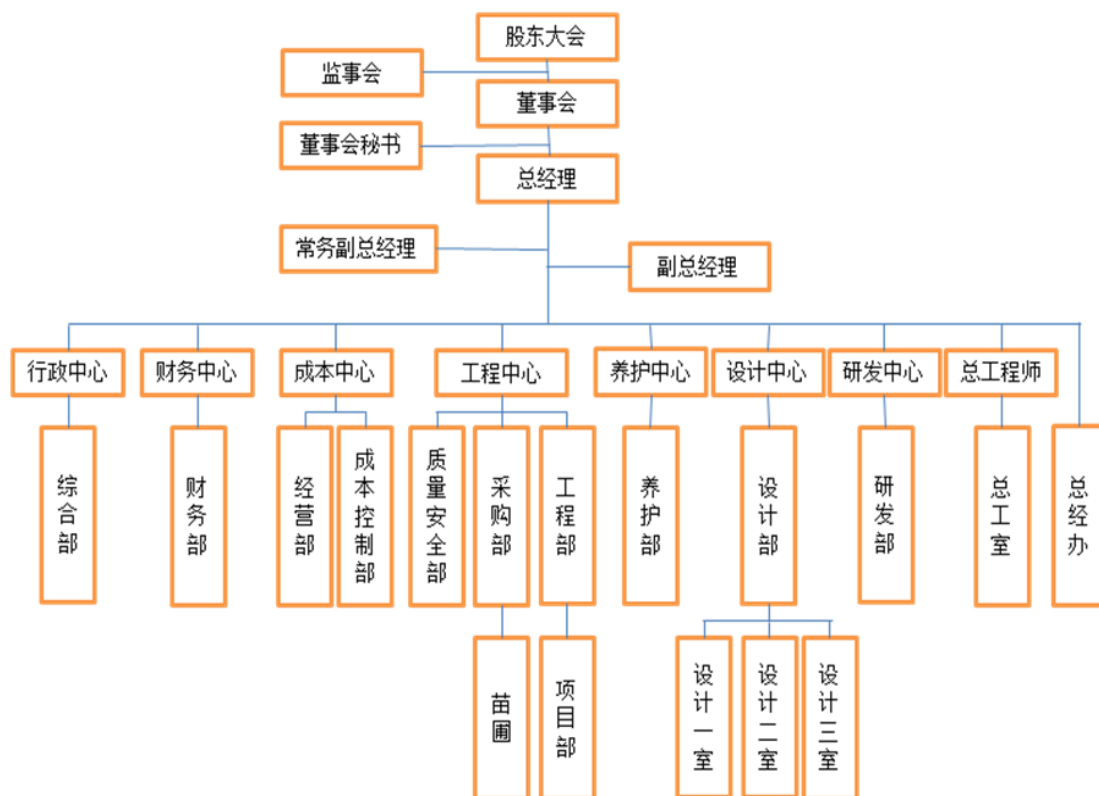 股东大会
监事会
董事会
董事会秘书
总经理
常务副总经理
副总经理
行政中心
财务中心
成本中心
工程中心
养护中心
设计中心
研发中心
总工程师
综合部
财务部
经营部
成本控制部
质量安全部
采购部
工程部
养护部
设计部
研发部
总工室
总经办
苗圃
项目部
设计一室
设计二室
设计三室